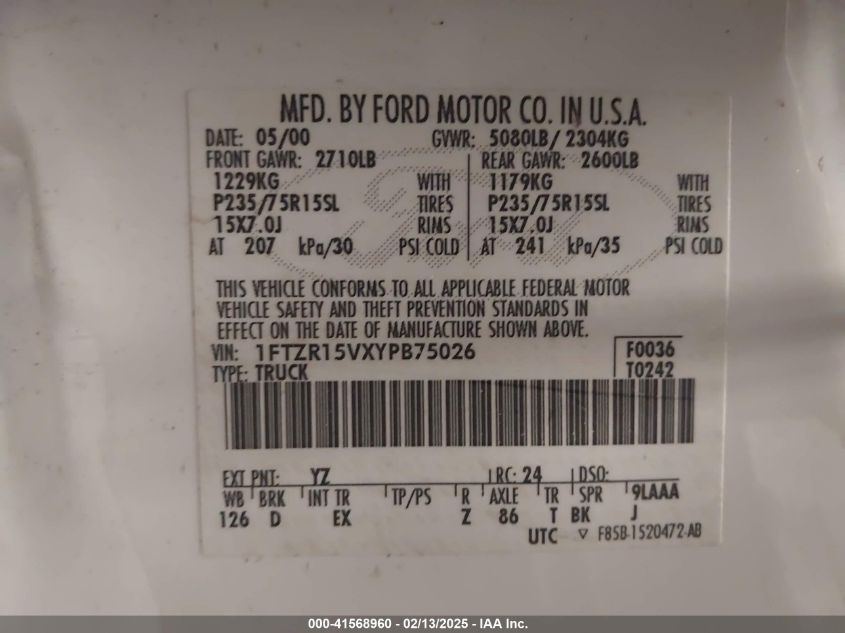 MFD. BY FORD MOTOR CO. IN U.S.A.
DATE: 05/00 GVWR: 5080LB/ 2304KG
FRONT GAWR: 2710LB REAR GAWR: 2600LB
1229KG WITH 1179KG WITH
P235/75R15SL TIRES P235/75R15SL TIRES
15X7.0J RIMS 15X7.0J RIMS
AT 207 kPa/30 PSI COLD AT 241 kPa/35 PSI COLD
THIS VEHICLE CONFORMS TO ALL APPLICABLE FEDERAL MOTOR
VEHICLE SAFETY AND THEFT PREVENTION STANDARDS IN
EFFECT ON THE DATE OF MANUFACTURE SHOWN ABOVE.
VIN: 1FTZR15VXYPB75026 F0036
TYPE: TRUCK T0242
EXT PNT: YZ RC: 24 DSO:
WB BRK INT TR TP/PS R AXLE TR SPR 9LAAA
126 D EX Z 86 T BK J
UTC ▽ F85B-1520472-AB
000-41568960 - 02/13/2025 - IAA Inc.